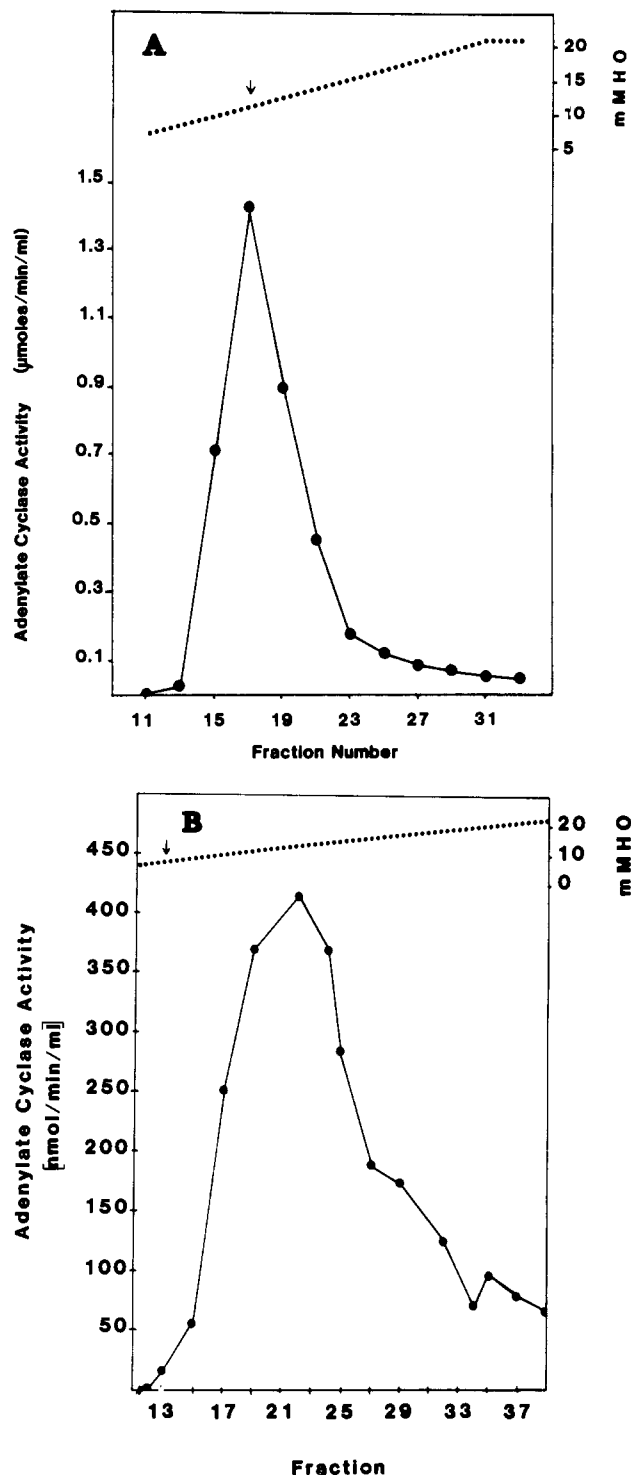 A
20
15
10
5
mMHO
1.5
1.3
1.1
0.9
0.7
0.5
0.3
0.1
Adenylate Cyclase Activity (µmoles/min/ml)
11 15 19 23 27 31
Fraction Number
B
20
10
0
mMHO
450
400
350
300
250
200
150
100
50
Adenylate Cyclase Activity
[nmol/min/ml]
13 17 21 25 29 33 37
Fraction